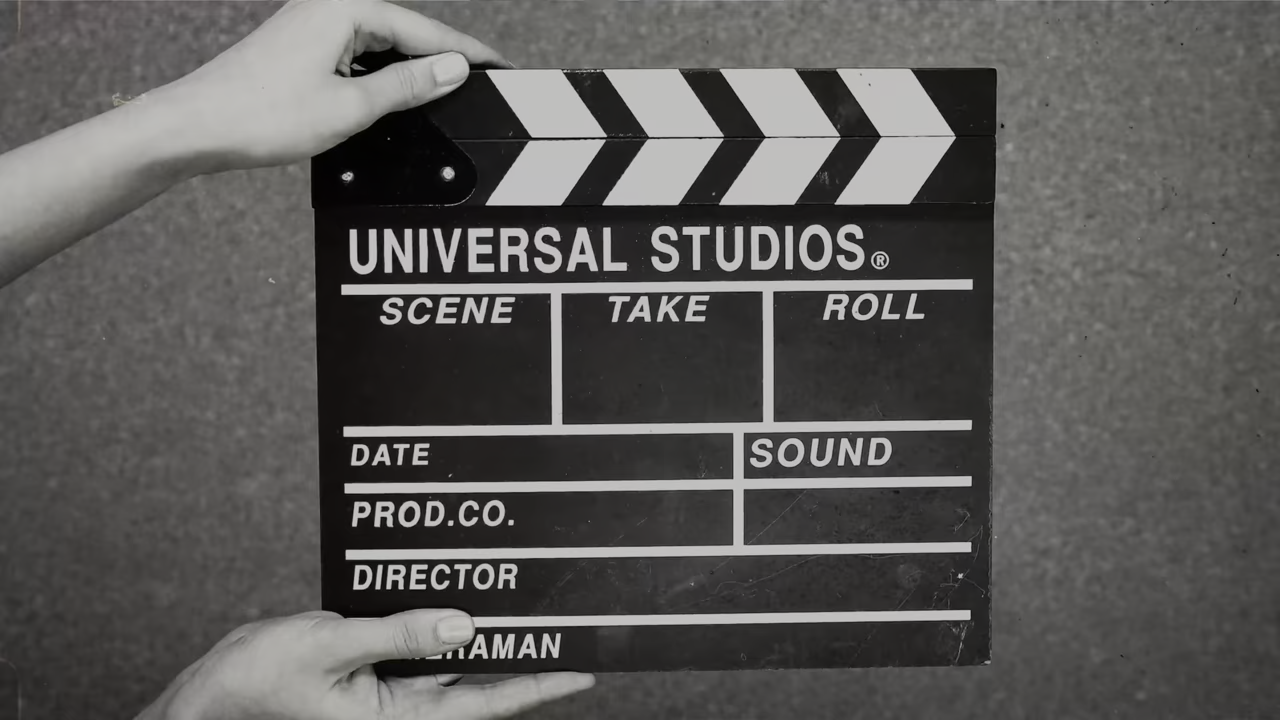 UNIVERSAL STUDIOS®
SCENE TAKE ROLL
DATE SOUND
PROD.CO.
DIRECTOR